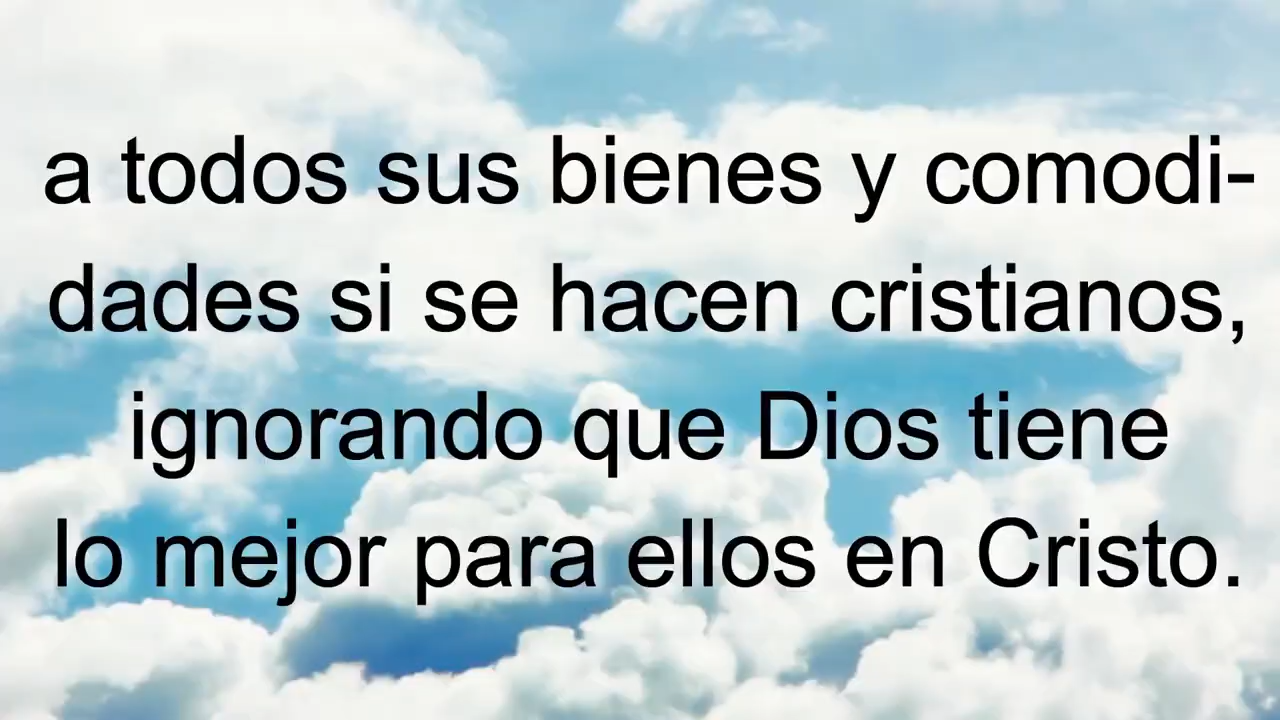 a todos sus bienes y comodi-
dades si se hacen cristianos,
ignorando que Dios tiene
lo mejor para ellos en Cristo.